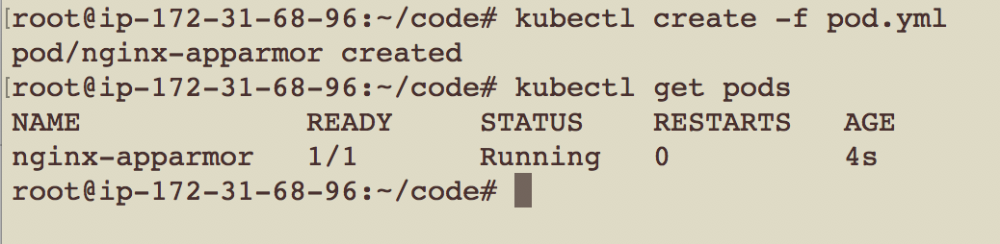 [root@ip-172-31-68-96:~/code# kubectl create -f pod.yml
pod/nginx-apparmor created
[root@ip-172-31-68-96:~/code# kubectl get pods
NAME             READY     STATUS    RESTARTS   AGE
nginx-apparmor   1/1       Running   0          4s
root@ip-172-31-68-96:~/code#